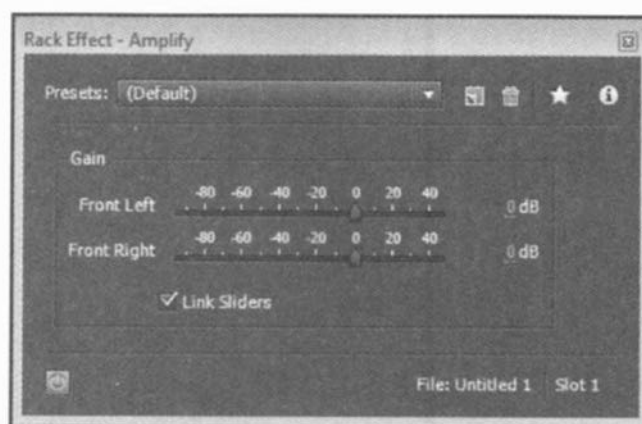 Rack Effect - Amplify
Presets: (Default)
Gain
-80 -60 -40 -20 0 20 40
Front Left 0 dB
-80 -60 -40 -20 0 20 40
Front Right 0 dB
Link Sliders
File: Untitled 1 Slot 1